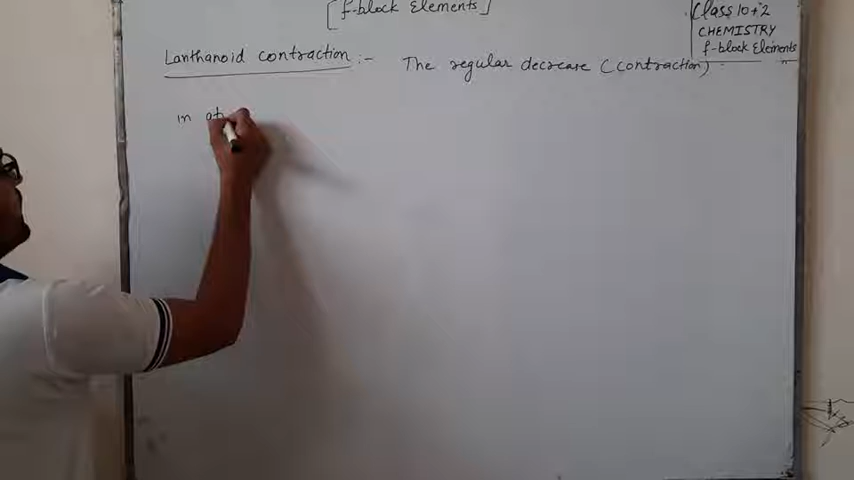 [f-block Elements]
Class 10+2
CHEMISTRY
f-block Elements
Lanthanoid contraction :- The regular decrease (contraction)
in at